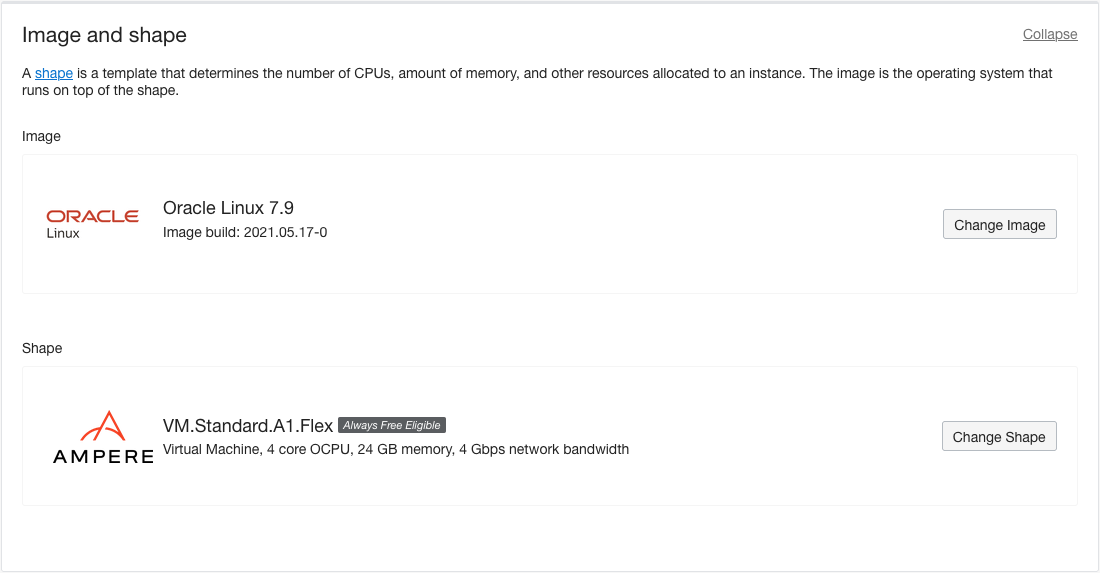 Image and shape
Collapse
A shape is a template that determines the number of CPUs, amount of memory, and other resources allocated to an instance. The image is the operating system that
runs on top of the shape.
Image
ORACLE
Linux
Oracle Linux 7.9
Image build: 2021.05.17-0
Change Image
Shape
AMPERE
VM.Standard.A1.Flex Always Free Eligible
Virtual Machine, 4 core OCPU, 24 GB memory, 4 Gbps network bandwidth
Change Shape